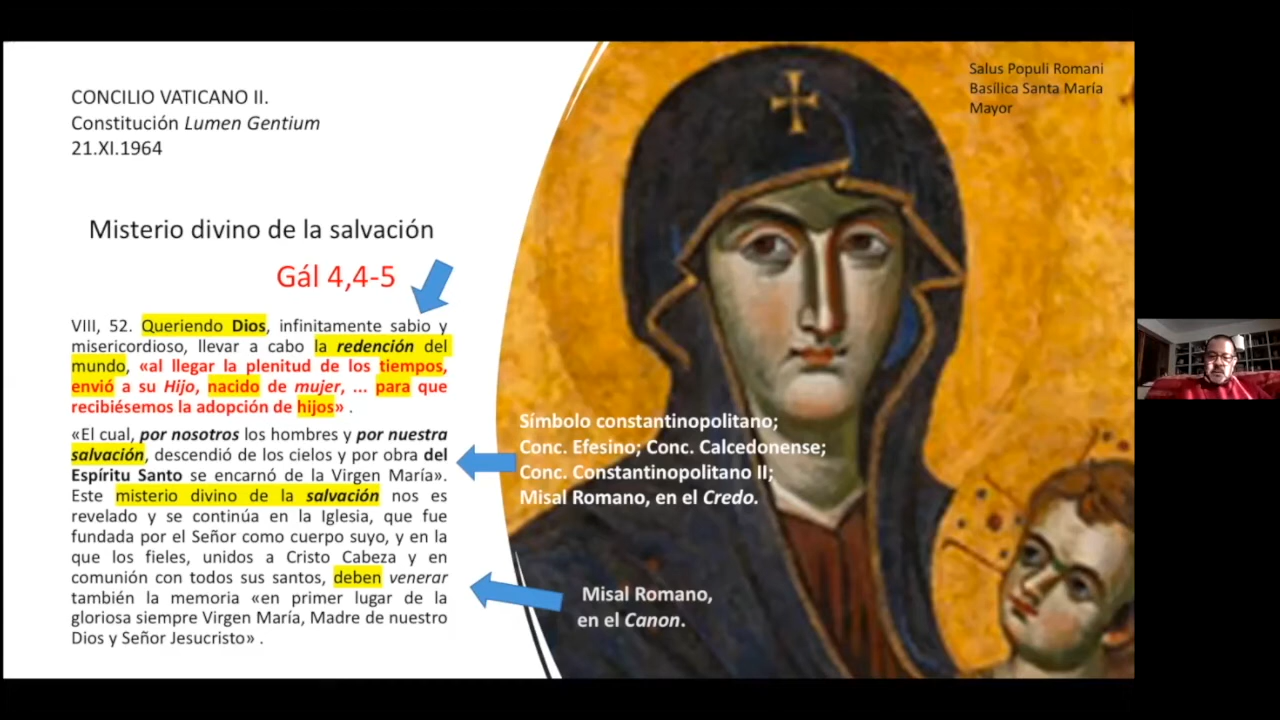 CONCILIO VATICANO II.
Constitución Lumen Gentium
21.XI.1964
Salus Populi Romani
Basílica Santa María
Mayor
Misterio divino de la salvación
Gál 4,4-5
VIII, 52. Queriendo Dios, infinitamente sabio y
misericordioso, llevar a cabo la redención del
mundo, «al llegar la plenitud de los tiempos,
envió a su Hijo, nacido de mujer, ... para que
recibiésemos la adopción de hijos» .
«El cual, por nosotros los hombres y por nuestra
salvación, descendió de los cielos y por obra del
Espíritu Santo se encarnó de la Virgen María».
Este misterio divino de la salvación nos es
revelado y se continúa en la Iglesia, que fue
fundada por el Señor como cuerpo suyo, y en la
que los fieles, unidos a Cristo Cabeza y en
comunión con todos sus santos, deben venerar
también la memoria «en primer lugar de la
gloriosa siempre Virgen María, Madre de nuestro
Dios y Señor Jesucristo» .
Símbolo constantinopolitano;
Conc. Efesino; Conc. Calcedonense;
Conc. Constantinopolitano II;
Misal Romano, en el Credo.
Misal Romano,
en el Canon.